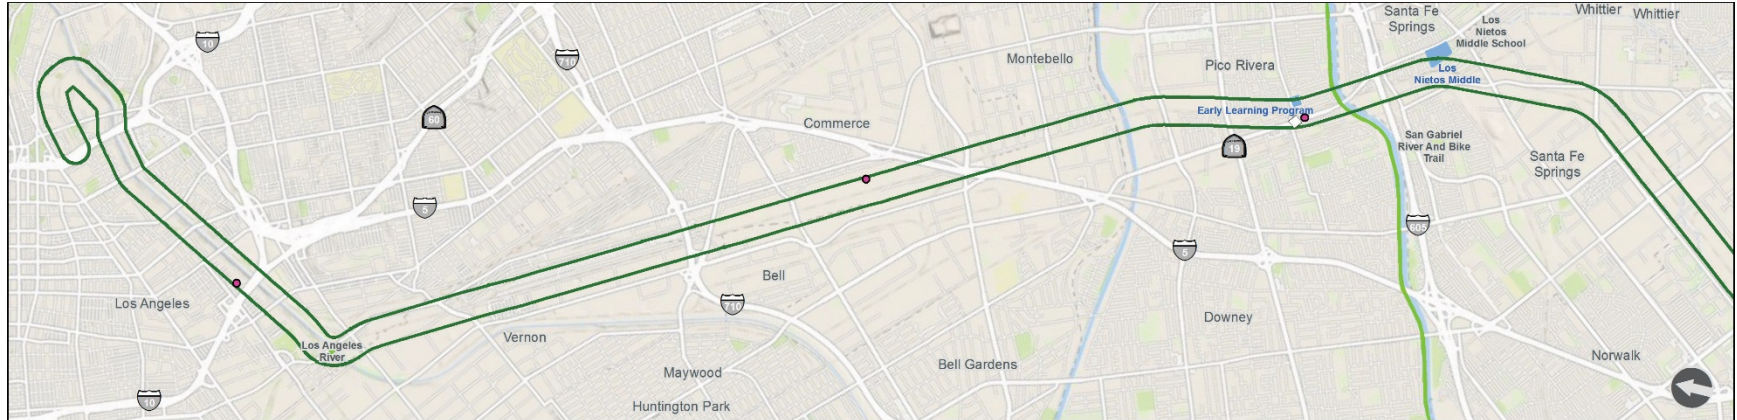 Santa Fe
Springs
Los
Nietos
Middle School
Whittier
Whittier
10
710
Montebello
Pico Rivera
Los
Nietos Middle
60
Commerce
Early Learning Program
19
San Gabriel
River And Bike
Trail
Santa Fe
Springs
5
605
5
Bell
Los Angeles
710
Downey
Vernon
Los Angeles
River
Norwalk
Maywood
Bell Gardens
10
Huntington Park